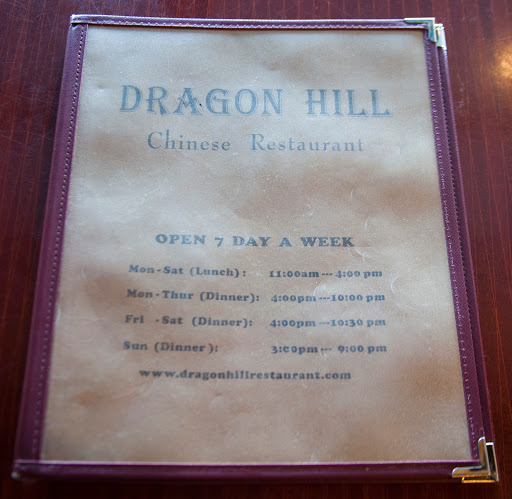 DRAGON HILL
Chinese Restaurant
OPEN 7 DAY A WEEK
Mon-Sat (Lunch): 11:00am---4:00 pm
Mon-Thur (Dinner): 4:00pm---10:00 pm
Fri -Sat (Dinner): 4:00pm---10:30 pm
Sun (Dinner): 3:00pm--- 9:00 pm
www.dragonhillrestaurant.com